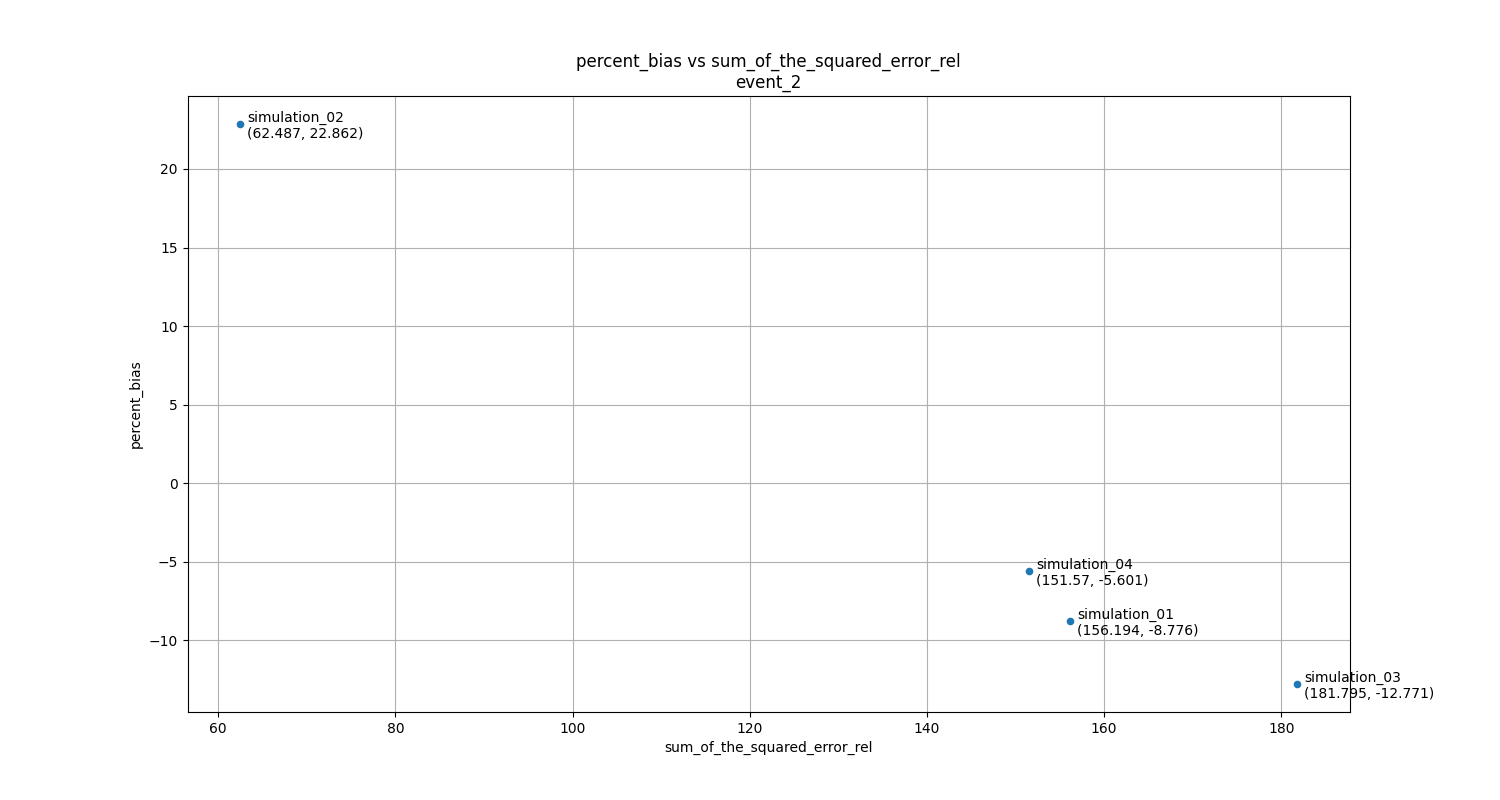 percent_bias vs sum_of_the_squared_error_rel
event_2
simulation_02
(62.487, 22.862)
20
15
10
5
0
−5
−10
percent_bias
simulation_04
(151.57, -5.601)
simulation_01
(156.194, -8.776)
simulation_03
(181.795, -12.771)
60 80 100 120 140 160 180
sum_of_the_squared_error_rel